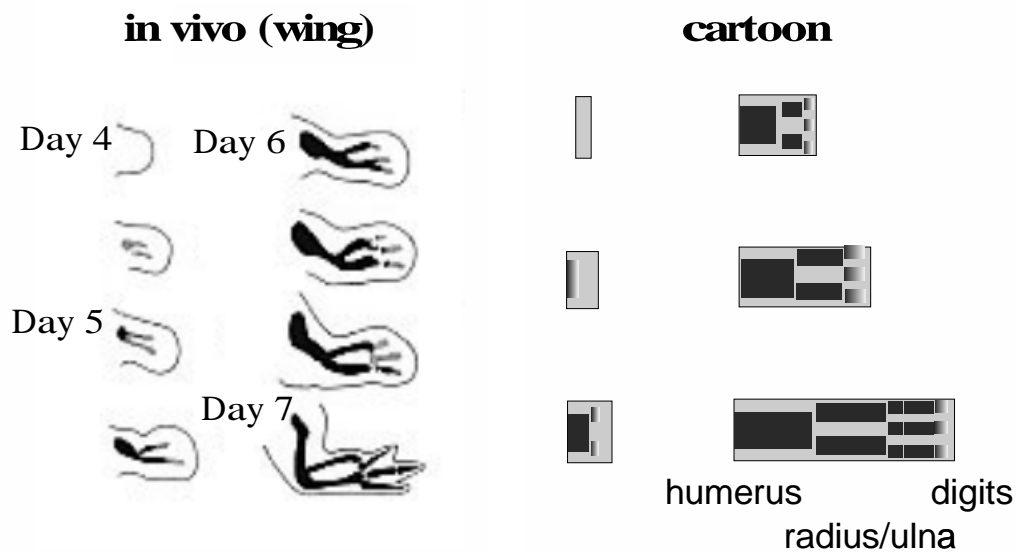 in vivo (wing)
cartoon
Day 4
Day 6
Day 5
Day 7
humerus
digits
radius/ulna